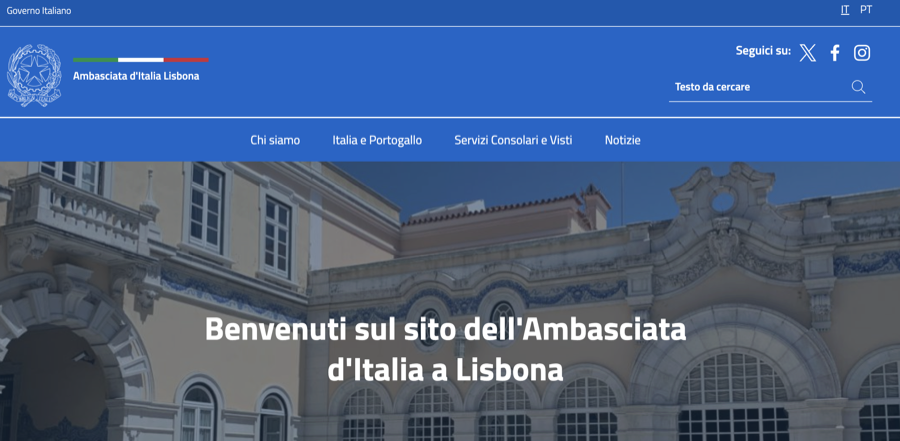 Governo Italiano
IT PT
Ambasciata d'Italia Lisbona
Seguici su:
Testo da cercare
Chi siamo Italia e Portogallo Servizi Consolari e Visti Notizie
Benvenuti sul sito dell'Ambasciata
d'Italia a Lisbona